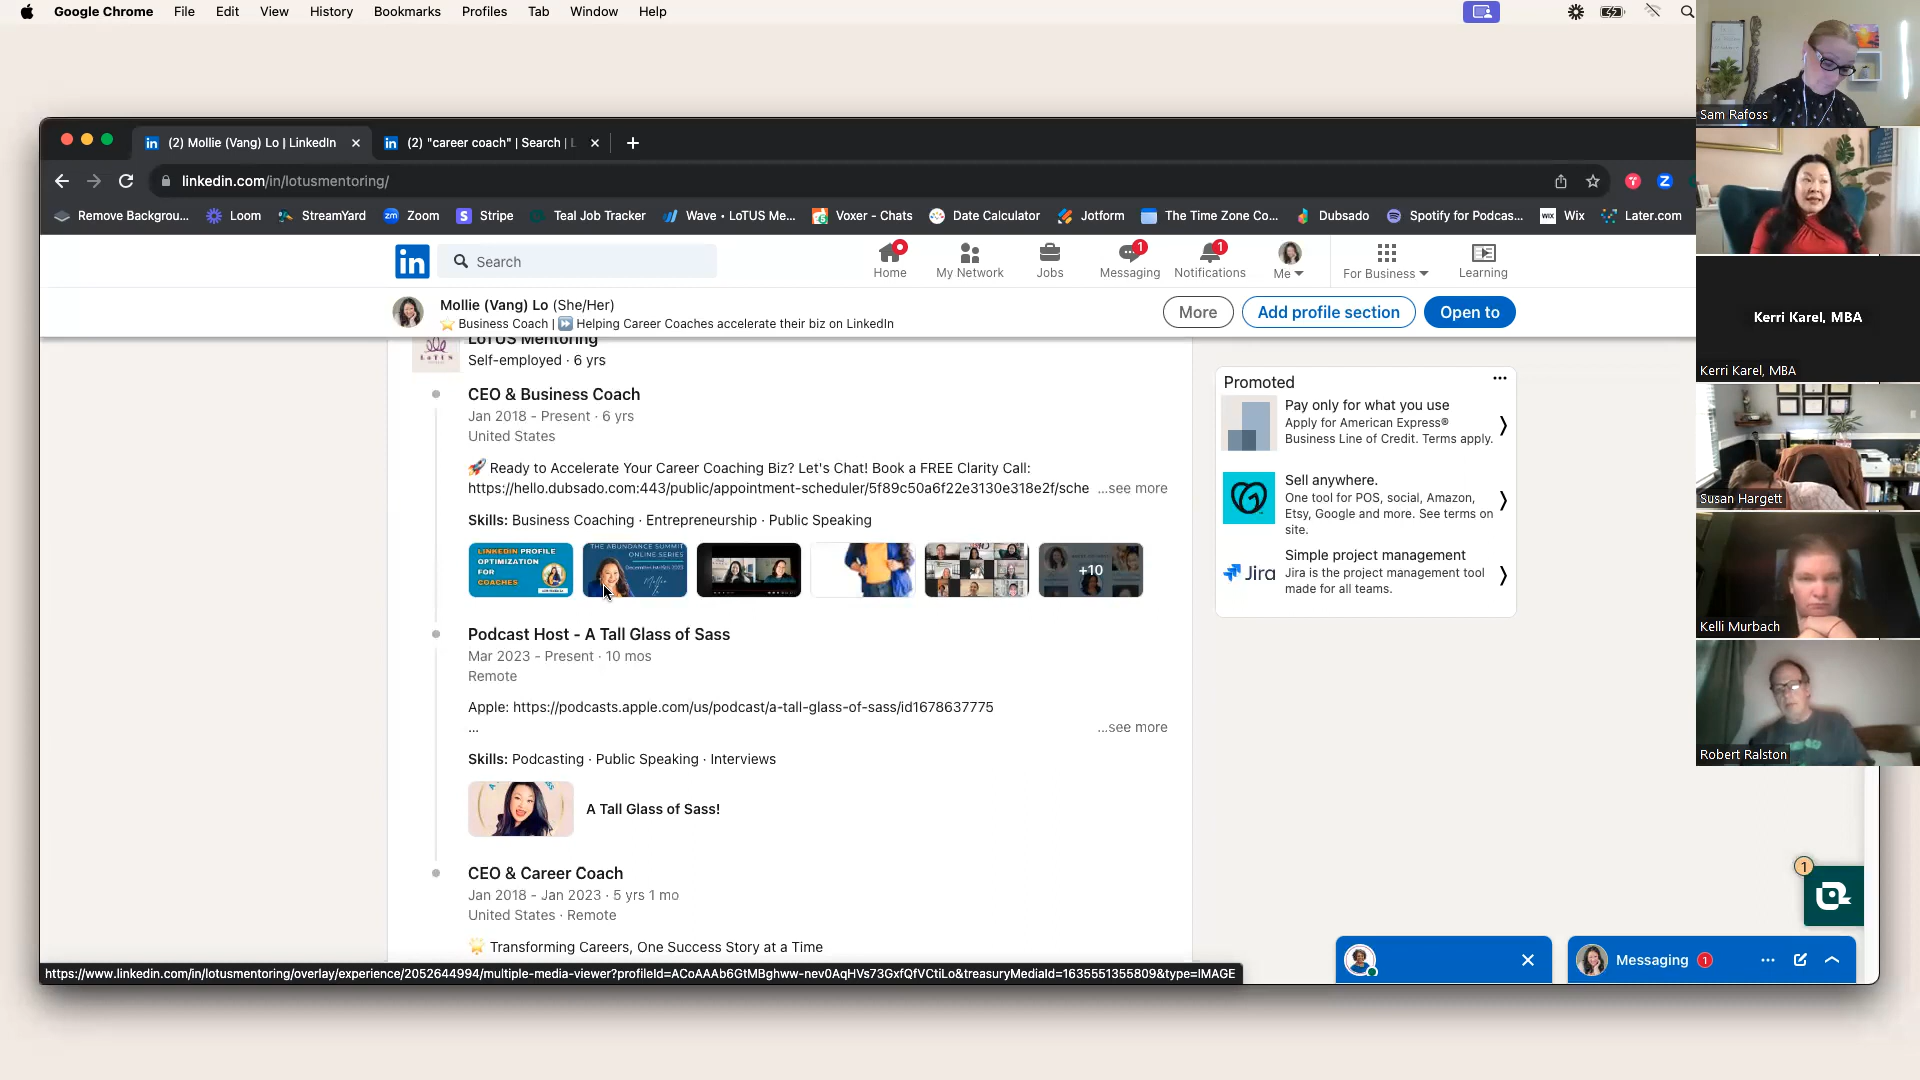 Google Chrome File Edit View History Bookmarks Profiles Tab Window Help
(2) Mollie (Vang) Lo | LinkedIn
(2) "career coach" | Search | L
linkedin.com/in/lotusmentoring/
Remove Backgrou... Loom StreamYard Zoom Stripe Teal Job Tracker Wave • LoTUS Me... Voxer - Chats Date Calculator Jotform The Time Zone Co... Dubsado Spotify for Podcas... Wix Later.com
in Search
Home My Network Jobs 1 Messaging 1 Notifications Me For Business Learning
Mollie (Vang) Lo (She/Her)
Business Coach | Helping Career Coaches accelerate their biz on LinkedIn
More Add profile section Open to
LoTUS Mentoring
Self-employed · 6 yrs
CEO & Business Coach
Jan 2018 - Present · 6 yrs
United States
🚀 Ready to Accelerate Your Career Coaching Biz? Let's Chat! Book a FREE Clarity Call:
https://hello.dubsado.com:443/public/appointment-scheduler/5f89c50a6f22e3130e318e2f/sche ...see more
Skills: Business Coaching · Entrepreneurship · Public Speaking
LINKEDIN PROFILE
OPTIMIZATION
FOR
COACHES
THE ABUNDANCE SUMMIT
ONLINE SERIES
+10
Podcast Host - A Tall Glass of Sass
Mar 2023 - Present · 10 mos
Remote
Apple: https://podcasts.apple.com/us/podcast/a-tall-glass-of-sass/id1678637775
... ...see more
Skills: Podcasting · Public Speaking · Interviews
A Tall Glass of Sass!
CEO & Career Coach
Jan 2018 - Jan 2023 · 5 yrs 1 mo
United States · Remote
🌟 Transforming Careers, One Success Story at a Time
https://www.linkedin.com/in/lotusmentoring/overlay/experience/2052644994/multiple-media-viewer?profileId=ACoAAAb6GtMBghww-nev0AqHVs73GxfQfVCtiLo&treasuryMediaId=1635551355809&type=IMAGE
Promoted
Pay only for what you use
Apply for American Express®
Business Line of Credit. Terms apply.
Sell anywhere.
One tool for POS, social, Amazon,
Etsy, Google and more. See terms on
site.
Simple project management
Jira
Jira is the project management tool
made for all teams.
1
Messaging 1
Sam Rafoss
Kerri Karel, MBA
Kerri Karel, MBA
Susan Hargett
Kelli Murbach
Robert Ralston